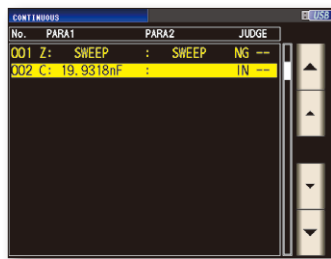 CONTINUOUS USB
No. PARA1 PARA2 JUDGE
001 Z: SWEEP : SWEEP NG --
002 C: 19.9318nF : IN --